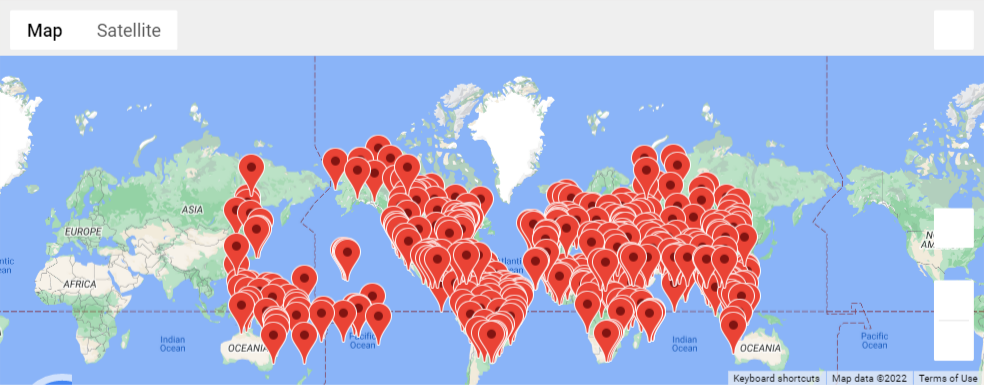 Map Satellite
ASIA
EUROPE
AFRICA
Indian
Ocean
OCEANIA
Pacific
Ocean
Indian
Ocean
OCEANIA
Pacific
Ocean
Keyboard shortcuts Map data ©2022 Terms of Use